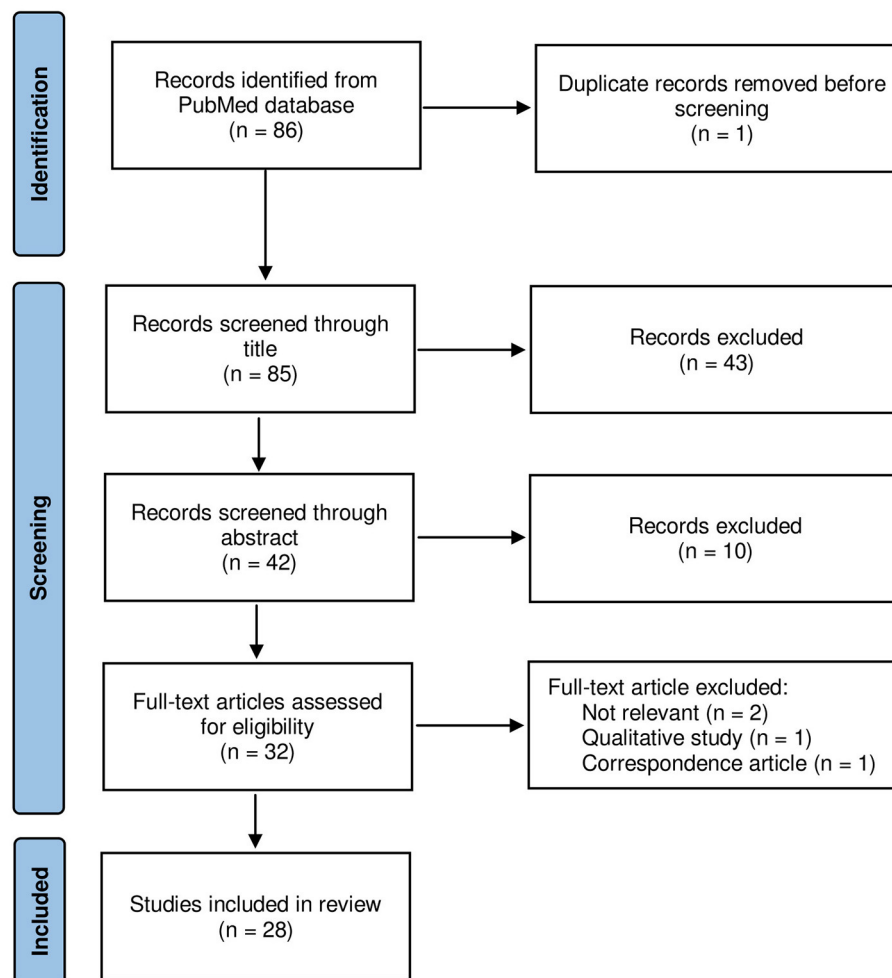 Identification
Records identified from
PubMed database
(n = 86)
Duplicate records removed before
screening
(n = 1)
Screening
Records screened through
title
(n = 85)
Records excluded
(n = 43)
Records screened through
abstract
(n = 42)
Records excluded
(n = 10)
Full-text articles assessed
for eligibility
(n = 32)
Full-text article excluded:
Not relevant (n = 2)
Qualitative study (n = 1)
Correspondence article (n = 1)
Included
Studies included in review
(n = 28)